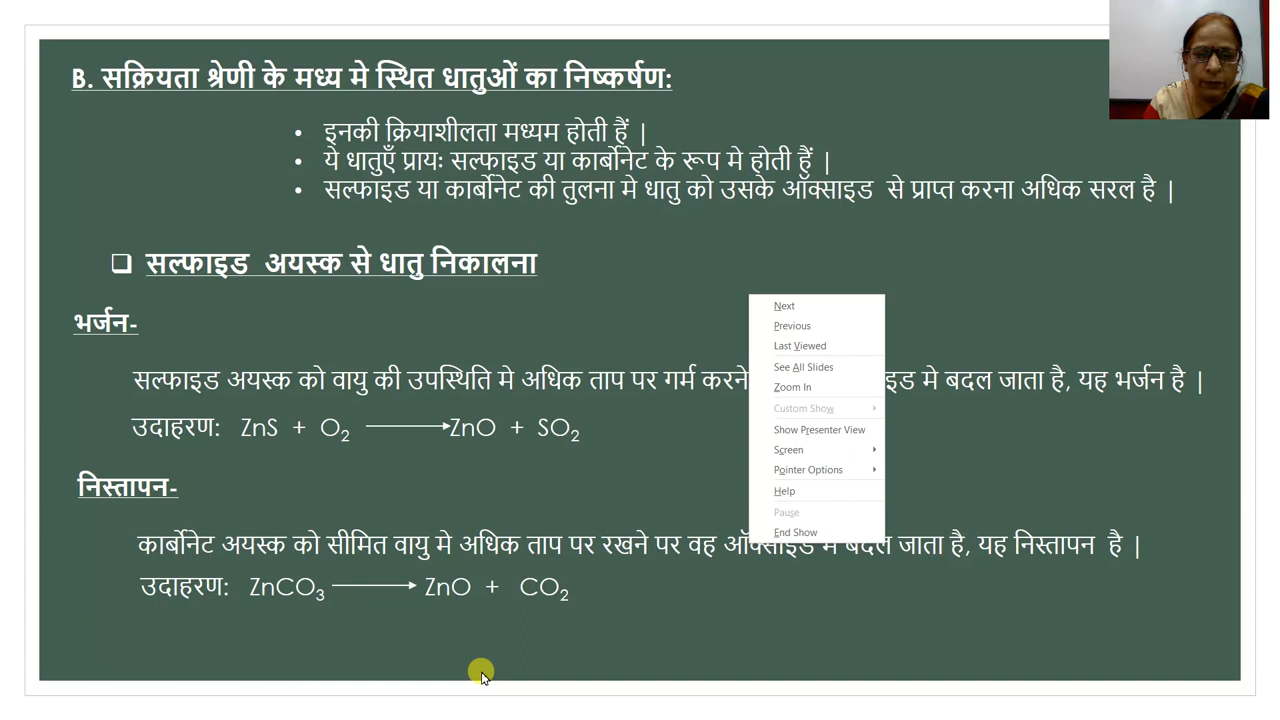 B. सक्रियता श्रेणी के मध्य मे स्थित धातुओं का निष्कर्षण:
• इनकी क्रियाशीलता मध्यम होती हैं |
• ये धातुएँ प्रायः सल्फाइड या कार्बोनेट के रूप मे होती हैं |
• सल्फाइड या कार्बोनेट की तुलना मे धातु को उसके ऑक्साइड से प्राप्त करना अधिक सरल है |
❑ सल्फाइड अयस्क से धातु निकालना
भर्जन-
सल्फाइड अयस्क को वायु की उपस्थिति मे अधिक ताप पर गर्म करने इड मे बदल जाता है, यह भर्जन है |
उदाहरण: ZnS + O₂ ⟶ ZnO + SO₂
निस्तापन-
कार्बोनेट अयस्क को सीमित वायु मे अधिक ताप पर रखने पर वह ऑक्साइड मे बदल जाता है, यह निस्तापन है |
उदाहरण: ZnCO₃ ⟶ ZnO + CO₂
Next
Previous
Last Viewed
See All Slides
Zoom In
Custom Show
Show Presenter View
Screen
Pointer Options
Help
Pause
End Show